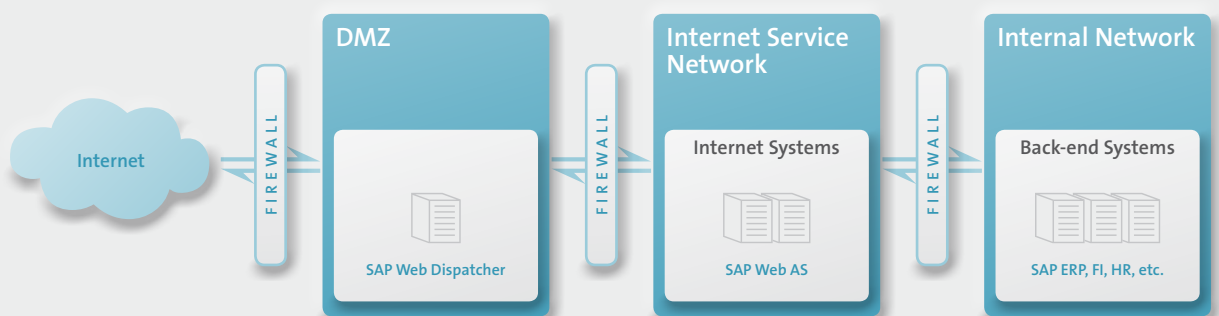 Internet
FIREWALL
DMZ
SAP Web Dispatcher
FIREWALL
Internet Service
Network
Internet Systems
SAP Web AS
FIREWALL
Internal Network
Back-end Systems
SAP ERP, FI, HR, etc.